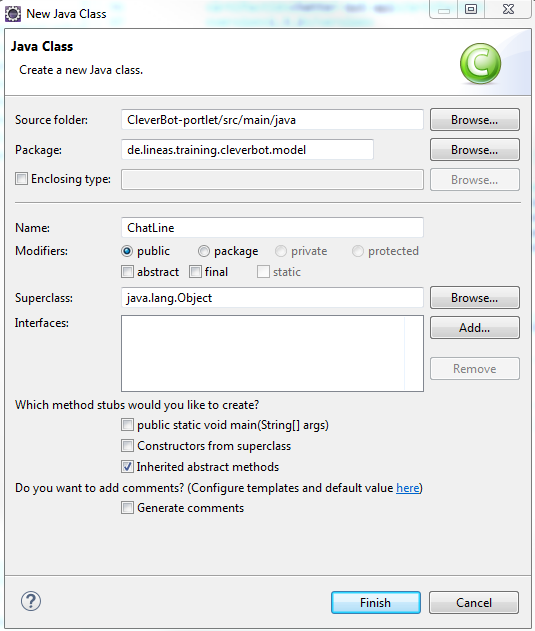 New Java Class
Java Class
Create a new Java class.
Source folder: CleverBot-portlet/src/main/java Browse...
Package: de.lineas.training.cleverbot.model Browse...
Enclosing type: Browse...
Name: ChatLine
Modifiers: public package private protected
abstract final static
Superclass: java.lang.Object Browse...
Interfaces: Add...
Remove
Which method stubs would you like to create?
public static void main(String[] args)
Constructors from superclass
Inherited abstract methods
Do you want to add comments? (Configure templates and default value here)
Generate comments
? Finish Cancel